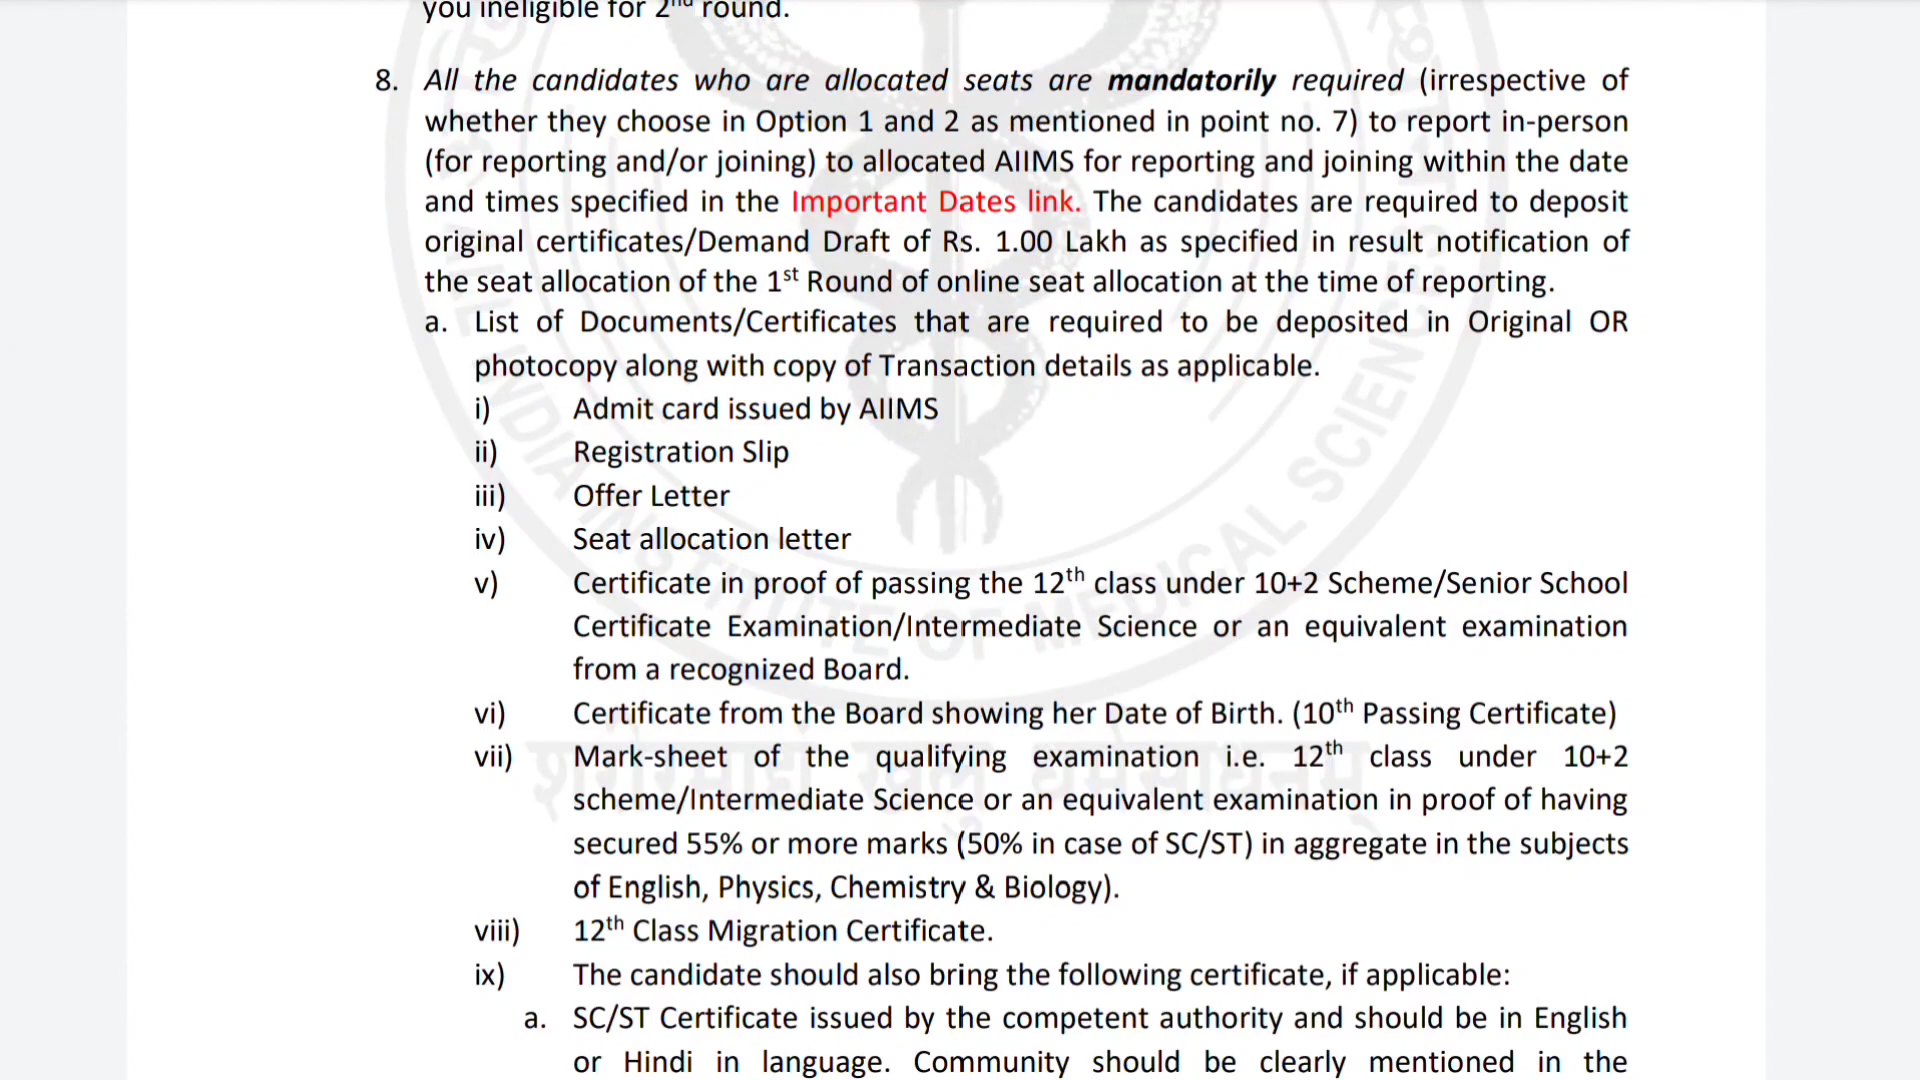 you ineligible for 2nd round.
8. All the candidates who are allocated seats are mandatorily required (irrespective of
whether they choose in Option 1 and 2 as mentioned in point no. 7) to report in-person
(for reporting and/or joining) to allocated AIIMS for reporting and joining within the date
and times specified in the Important Dates link. The candidates are required to deposit
original certificates/Demand Draft of Rs. 1.00 Lakh as specified in result notification of
the seat allocation of the 1st Round of online seat allocation at the time of reporting.
a. List of Documents/Certificates that are required to be deposited in Original OR
photocopy along with copy of Transaction details as applicable.
i) Admit card issued by AIIMS
ii) Registration Slip
iii) Offer Letter
iv) Seat allocation letter
v) Certificate in proof of passing the 12th class under 10+2 Scheme/Senior School
Certificate Examination/Intermediate Science or an equivalent examination
from a recognized Board.
vi) Certificate from the Board showing her Date of Birth. (10th Passing Certificate)
vii) Mark-sheet of the qualifying examination i.e. 12th class under 10+2
scheme/Intermediate Science or an equivalent examination in proof of having
secured 55% or more marks (50% in case of SC/ST) in aggregate in the subjects
of English, Physics, Chemistry & Biology).
viii) 12th Class Migration Certificate.
ix) The candidate should also bring the following certificate, if applicable:
a. SC/ST Certificate issued by the competent authority and should be in English
or Hindi in language. Community should be clearly mentioned in the